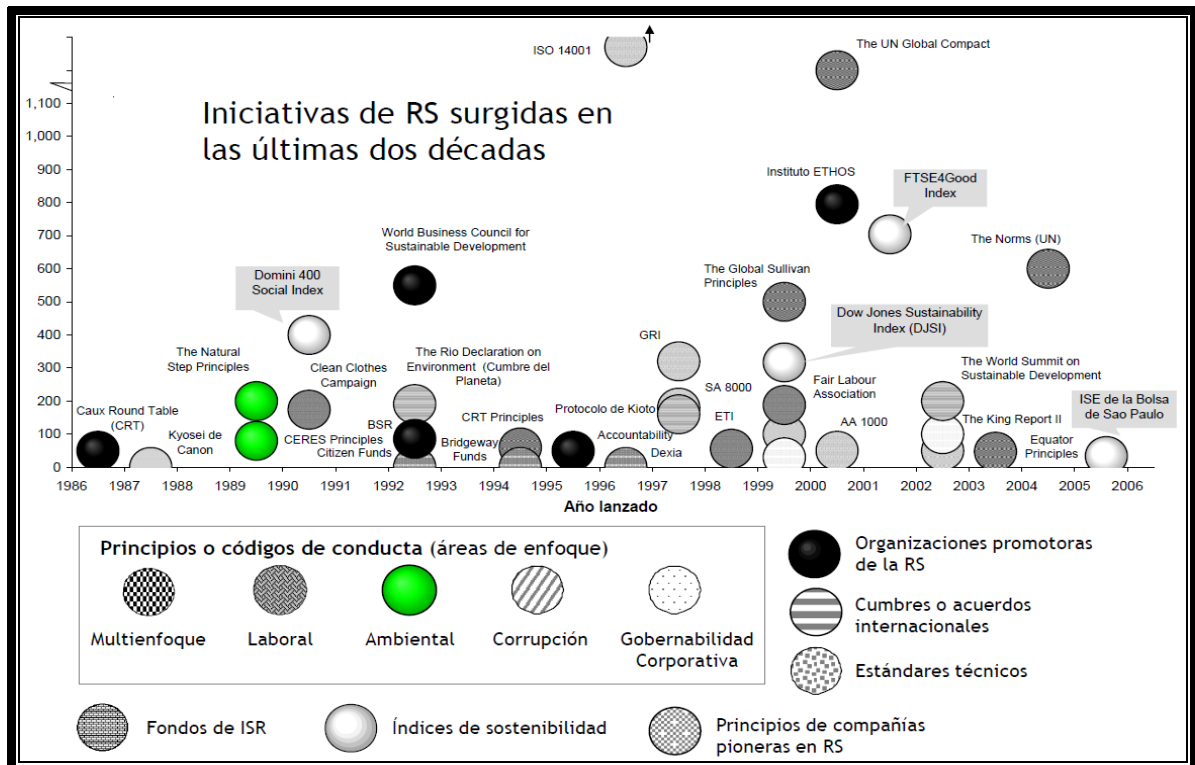 Iniciativas de RS surgidas en
las últimas dos décadas
1,100
1,000
900
800
700
600
500
400
300
200
100
0
ISO 14001
The UN Global Compact
Instituto ETHOS
FTSE4Good
Index
World Business Council for
Sustainable Development
The Norms (UN)
Domini 400
Social Index
The Global Sullivan
Principles
Dow Jones Sustainability
Index (DJSI)
GRI
The Natural
Step Principles
Clean Clothes
Campaign
The Rio Declaration on
Environment (Cumbre del
Planeta)
The World Summit on
Sustainable Development
SA 8000
Fair Labour
Association
ISE de la Bolsa
de Sao Paulo
Caux Round Table
(CRT)
Kyosei de
Canon
CERES Principles
Citizen Funds
BSR
Bridgeway
Funds
CRT Principles
Protocolo de Kioto
Accountability
Dexia
ETI
AA 1000
The King Report II
Equator
Principles
1986 1987 1988 1989 1990 1991 1992 1993 1994 1995 1996 1997 1998 1999 2000 2001 2002 2003 2004 2005 2006
Año lanzado
Principios o códigos de conducta (áreas de enfoque)
Multienfoque
Laboral
Ambiental
Corrupción
Gobernabilidad
Corporativa
Organizaciones promotoras
de la RS
Cumbres o acuerdos
internacionales
Estándares técnicos
Fondos de ISR
Índices de sostenibilidad
Principios de compañías
pioneras en RS